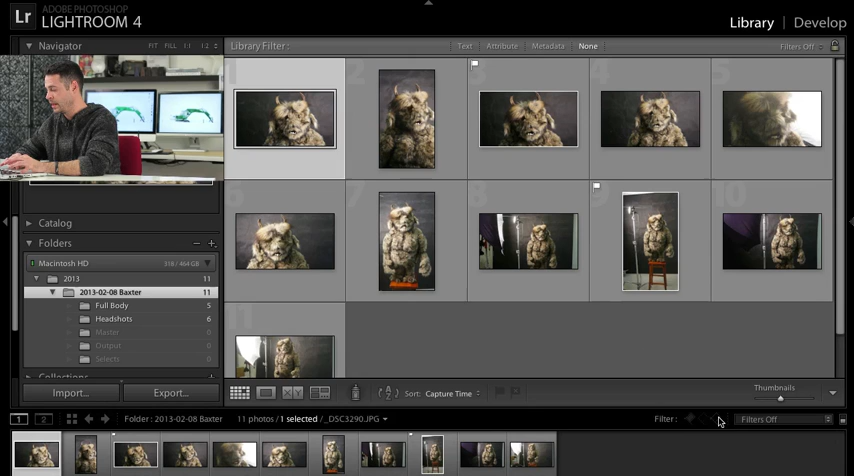 Lr ADOBE PHOTOSHOP
LIGHTROOM 4
Library | Develop
Navigator FIT FILL 1:1 1:2
Library Filter : Text Attribute Metadata None Filters Off
1 2 3 4 5
6 7 8 9 10
11
Catalog
Folders
Macintosh HD 318 / 464 GB
2013 11
2013-02-08 Baxter 11
Full Body 5
Headshots 6
Master 0
Output 0
Selects 0
Collections
Import... Export...
Sort: Capture Time
Thumbnails
1 2 Folder : 2013-02-08 Baxter 11 photos / 1 selected / _DSC3290.JPG Filter : Filters Off